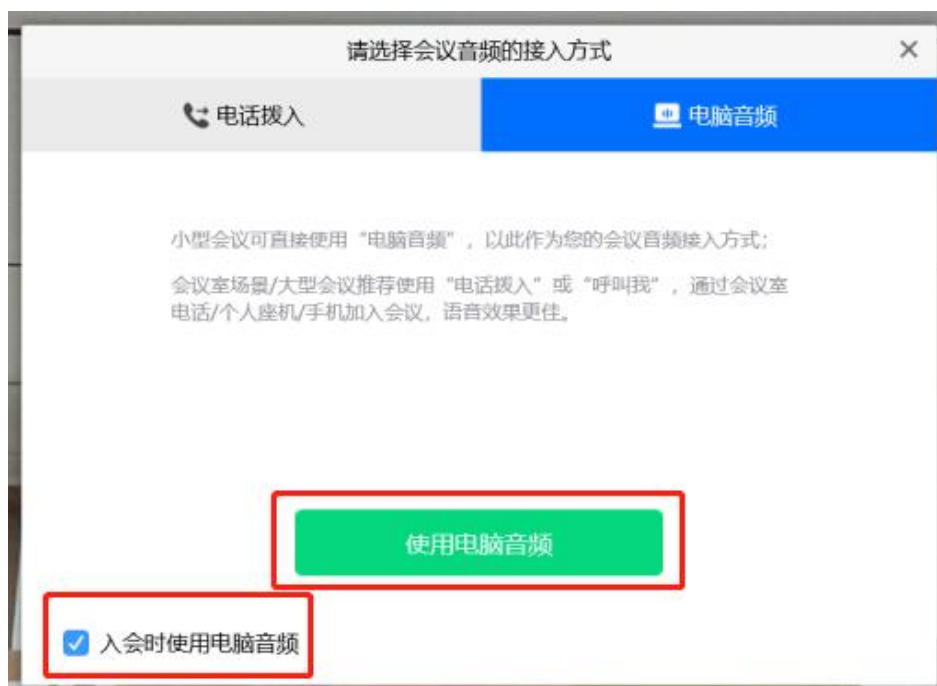 请选择会议音频的接入方式
电话拨入
电脑音频
小型会议可直接使用“电脑音频”，以此作为您的会议音频接入方式；
会议室场景/大型会议推荐使用“电话拨入”或“呼叫我”，通过会议室
电话/个人座机/手机加入会议，语音效果更佳。
使用电脑音频
入会时使用电脑音频